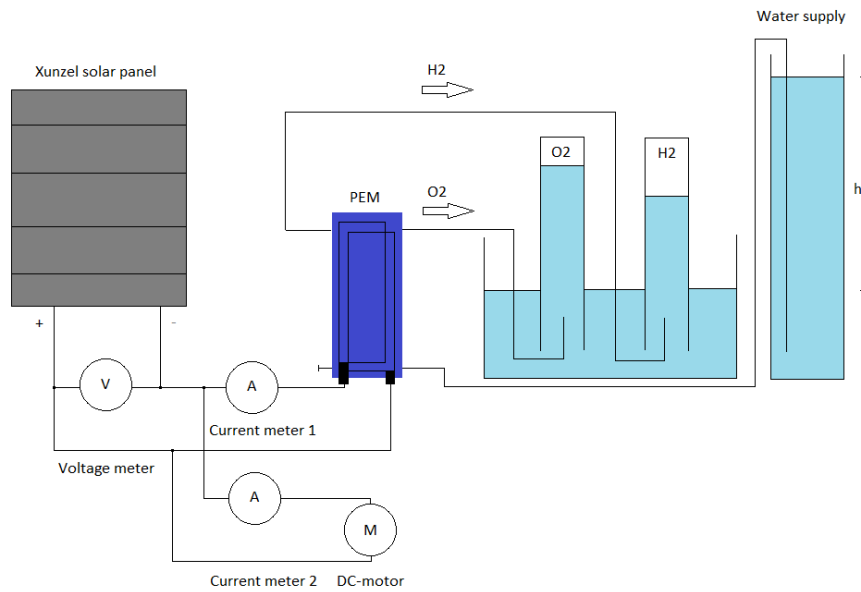 Water supply
Xunzel solar panel
H2
O2
H2
PEM
O2
h
+
-
V
A
Current meter 1
Voltage meter
A
M
Current meter 2
DC-motor